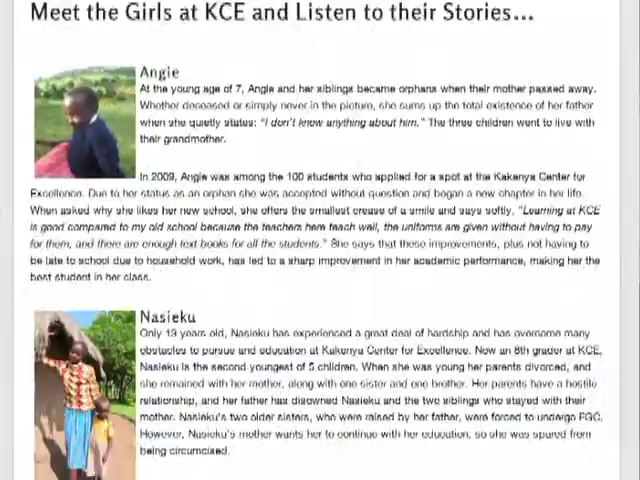 Meet the Girls at KCE and Listen to their Stories...
Angie
At the young age of 7, Angie and her siblings became orphans when their mother passed away.
Whether deceased or simply never in the picture, she sums up the total existence of her father
when she quietly states: "I don't know anything about him." The three children went to live with
their grandmother.
In 2009, Angie was among the 100 students who applied for a spot at the Kakenya Center for
Excellence. Due to her status as an orphan she was accepted without question and began a new chapter in her life.
When asked why she likes her new school, she offers the smallest crease of a smile and says softly, "Learning at KCE
is good compared to my old school because the teachers here teach well, the uniforms are given without having to pay
for them, and there are enough text books for all the students." She says that these improvements, plus not having to
be late to school due to household work, has led to a sharp improvement in her academic performance, making her the
best student in her class.
Nasieku
Only 13 years old, Nasieku has experienced a great deal of hardship and has overcome many
obstacles to pursue and education at Kakenya Center for Excellence. Now an 8th grader at KCE,
Nasieku is the second youngest of 5 children. When she was young her parents divorced, and
she remained with her mother, along with one sister and one brother. Her parents have a hostile
relationship, and her father has disowned Nasieku and the two siblings who stayed with their
mother. Nasieku's two older sisters, who were raised by her father, were forced to undergo FGC.
However, Nasieku's mother wants her to continue with her education, so she was spared from
being circumcised.